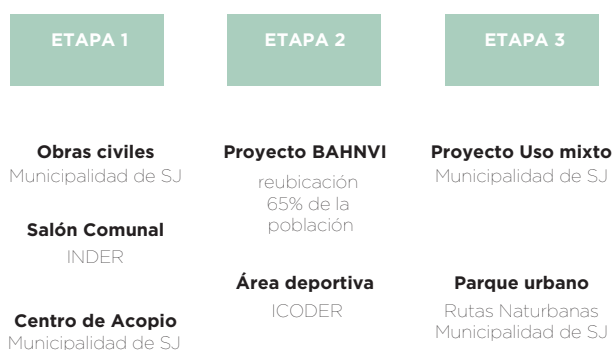 ETAPA 1
Obras civiles
Municipalidad de SJ
Salón Comunal
INDER
Centro de Acopio
Municipalidad de SJ
ETAPA 2
Proyecto BAHNVI
reubicación
65% de la
población
Área deportiva
ICODER
ETAPA 3
Proyecto Uso mixto
Municipalidad de SJ
Parque urbano
Rutas Naturbanas
Municipalidad de SJ